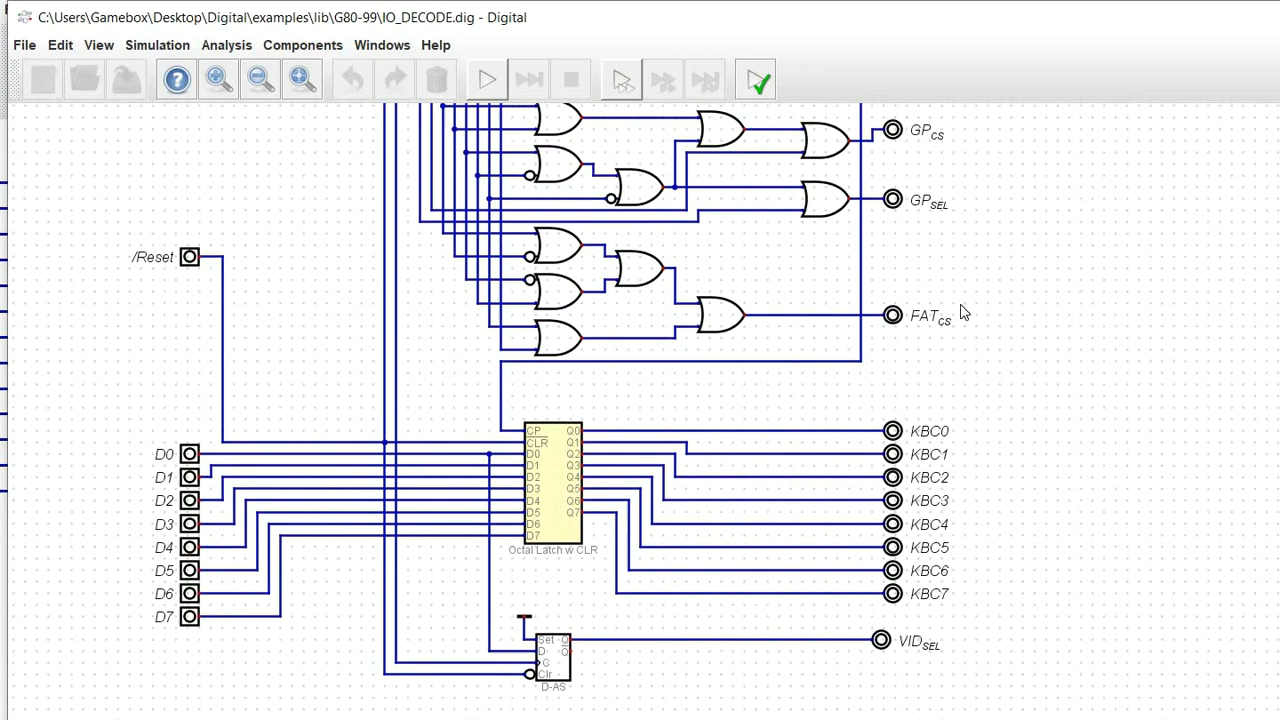 C:\Users\Gamebox\Desktop\Digital\examples\lib\G80-99\IO_DECODE.dig - Digital
File Edit View Simulation Analysis Components Windows Help
GPCS
GPSEL
/Reset
FATCS
CP Q0 KBC0
CLR Q1
D0 D0 Q2 KBC1
D1 Q3
D1 D2 Q4 KBC2
D3 Q5
D2 D4 Q6 KBC3
D5 Q7
D3 D6 KBC4
D7
D4 Octal Latch w CLR KBC5
D5 KBC6
D6 KBC7
D7
Set Q VIDSEL
D Q
C
Clr
D-AS